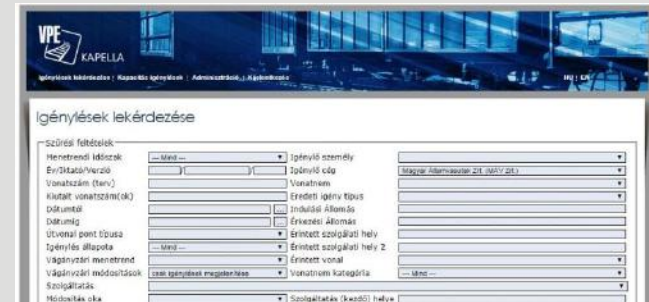 VPE
KAPELLA
Igénylések lekérdezése | Kapacitás igénylések | Adminisztráció | Kijelentkezés
HU | EN
Igénylések lekérdezése
Szűrési feltételek
Menetrendi időszak --- Mind --- Igénylő személy
Év/Iktató/Verzió / / Igénylő cég Magyar Államvasutak Zrt. (MÁV Zrt.)
Vonatszám (terv) Vonatnem
Kiutalt vonatszám(ok) Eredeti igény típus
Dátumtól ... Indulási Állomás
Dátumig ... Érkezési Állomás
Útvonal pont típusa Érintett szolgálati hely
Igénylés állapota --- Mind --- Érintett szolgálati hely 2
Vágányzári menetrend Érintett vonal
Vágányzári módosítások csak igénylések megjelenítése Vonatnem kategória --- Mind ---
Szolgáltatás
Módosítás oka Szolgáltatás (kezdő) helye